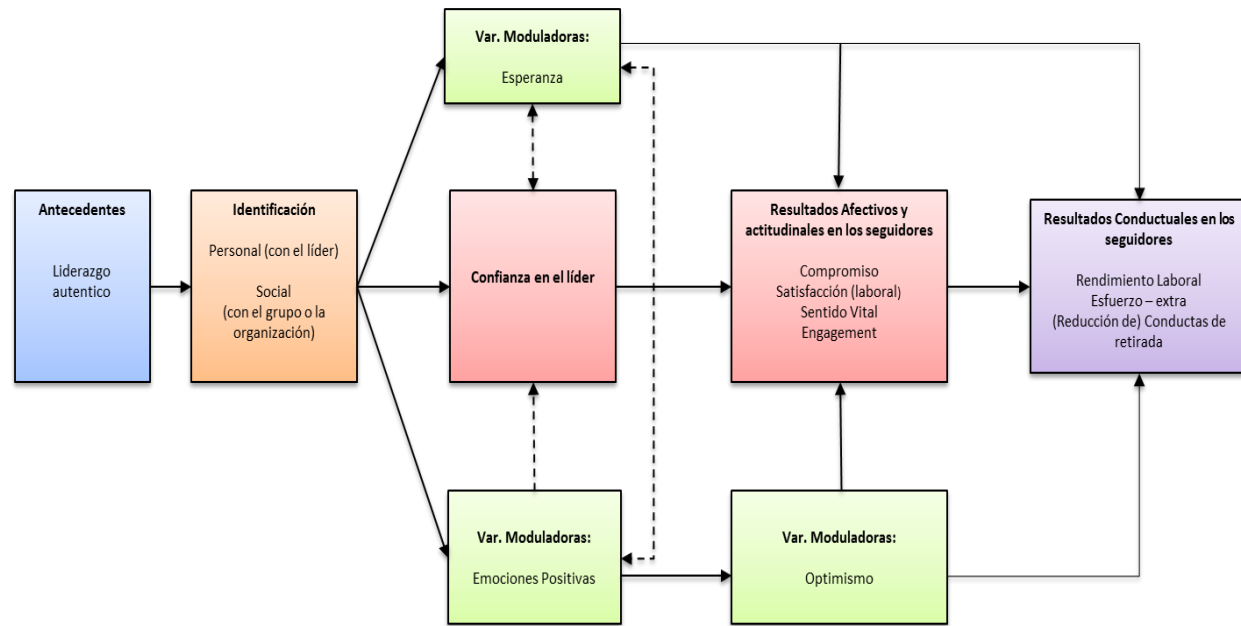 Var. Moduladoras:
Esperanza
Antecedentes
Liderazgo
autentico
Identificación
Personal (con el líder)
Social
(con el grupo o la
organización)
Confianza en el líder
Resultados Afectivos y
actitudinales en los seguidores
Compromiso
Satisfacción (laboral)
Sentido Vital
Engagement
Resultados Conductuales en los
seguidores
Rendimiento Laboral
Esfuerzo – extra
(Reducción de) Conductas de
retirada
Var. Moduladoras:
Emociones Positivas
Var. Moduladoras:
Optimismo